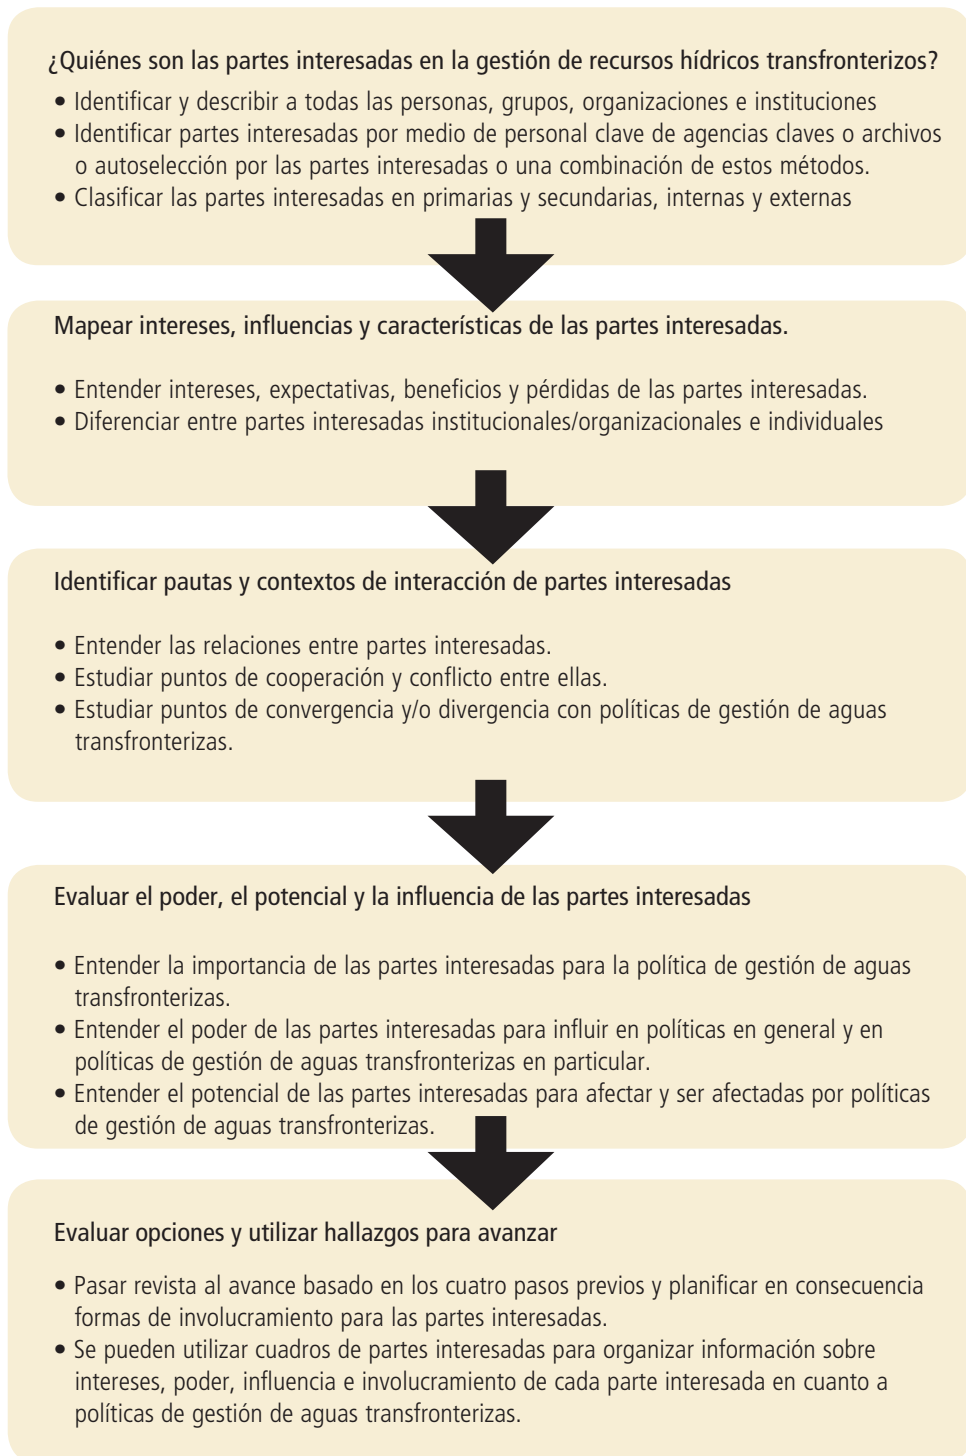 ¿Quiénes son las partes interesadas en la gestión de recursos hídricos transfronterizos?
• Identificar y describir a todas las personas, grupos, organizaciones e instituciones
• Identificar partes interesadas por medio de personal clave de agencias claves o archivos
o autoselección por las partes interesadas o una combinación de estos métodos.
• Clasificar las partes interesadas en primarias y secundarias, internas y externas
Mapear intereses, influencias y características de las partes interesadas.
• Entender intereses, expectativas, beneficios y pérdidas de las partes interesadas.
• Diferenciar entre partes interesadas institucionales/organizacionales e individuales
Identificar pautas y contextos de interacción de partes interesadas
• Entender las relaciones entre partes interesadas.
• Estudiar puntos de cooperación y conflicto entre ellas.
• Estudiar puntos de convergencia y/o divergencia con políticas de gestión de aguas
transfronterizas.
Evaluar el poder, el potencial y la influencia de las partes interesadas
• Entender la importancia de las partes interesadas para la política de gestión de aguas
transfronterizas.
• Entender el poder de las partes interesadas para influir en políticas en general y en
políticas de gestión de aguas transfronterizas en particular.
• Entender el potencial de las partes interesadas para afectar y ser afectadas por políticas
de gestión de aguas transfronterizas.
Evaluar opciones y utilizar hallazgos para avanzar
• Pasar revista al avance basado en los cuatro pasos previos y planificar en consecuencia
formas de involucramiento para las partes interesadas.
• Se pueden utilizar cuadros de partes interesadas para organizar información sobre
intereses, poder, influencia e involucramiento de cada parte interesada en cuanto a
políticas de gestión de aguas transfronterizas.